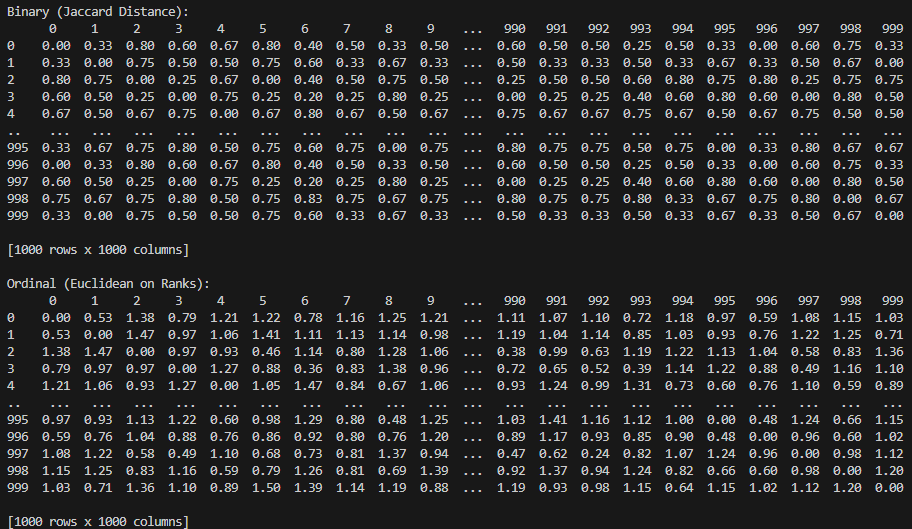 Binary (Jaccard Distance):
0 1 2 3 4 5 6 7 8 9 ... 990 991 992 993 994 995 996 997 998 999
0 0.00 0.33 0.80 0.60 0.67 0.80 0.40 0.50 0.33 0.50 ... 0.60 0.50 0.50 0.25 0.50 0.33 0.00 0.60 0.75 0.33
1 0.33 0.00 0.75 0.50 0.50 0.75 0.60 0.33 0.67 0.33 ... 0.50 0.33 0.33 0.50 0.33 0.67 0.33 0.50 0.67 0.00
2 0.80 0.75 0.00 0.25 0.67 0.00 0.40 0.50 0.75 0.50 ... 0.25 0.50 0.50 0.60 0.80 0.75 0.80 0.25 0.75 0.75
3 0.60 0.50 0.25 0.00 0.75 0.25 0.20 0.25 0.80 0.25 ... 0.00 0.25 0.25 0.40 0.60 0.80 0.60 0.00 0.80 0.50
4 0.67 0.50 0.67 0.75 0.00 0.67 0.80 0.67 0.50 0.67 ... 0.75 0.67 0.67 0.75 0.67 0.50 0.67 0.75 0.50 0.50
.. ... ... ... ... ... ... ... ... ... ... ... ... ... ... ... ... ... ... ... ... ...
995 0.33 0.67 0.75 0.80 0.50 0.75 0.60 0.75 0.00 0.75 ... 0.80 0.75 0.75 0.50 0.75 0.00 0.33 0.80 0.67 0.67
996 0.00 0.33 0.80 0.60 0.67 0.80 0.40 0.50 0.33 0.50 ... 0.60 0.50 0.50 0.25 0.50 0.33 0.00 0.60 0.75 0.33
997 0.60 0.50 0.25 0.00 0.75 0.25 0.20 0.25 0.80 0.25 ... 0.00 0.25 0.25 0.40 0.60 0.80 0.60 0.00 0.80 0.50
998 0.75 0.67 0.75 0.80 0.50 0.75 0.83 0.75 0.67 0.75 ... 0.80 0.75 0.75 0.80 0.33 0.67 0.75 0.80 0.00 0.67
999 0.33 0.00 0.75 0.50 0.50 0.75 0.60 0.33 0.67 0.33 ... 0.50 0.33 0.33 0.50 0.33 0.67 0.33 0.50 0.67 0.00
[1000 rows x 1000 columns]
Ordinal (Euclidean on Ranks):
0 1 2 3 4 5 6 7 8 9 ... 990 991 992 993 994 995 996 997 998 999
0 0.00 0.53 1.38 0.79 1.21 1.22 0.78 1.16 1.25 1.21 ... 1.11 1.07 1.10 0.72 1.18 0.97 0.59 1.08 1.15 1.03
1 0.53 0.00 1.47 0.97 1.06 1.41 1.11 1.13 1.14 0.98 ... 1.19 1.04 1.14 0.85 1.03 0.93 0.76 1.22 1.25 0.71
2 1.38 1.47 0.00 0.97 0.93 0.46 1.14 0.80 1.28 1.06 ... 0.38 0.99 0.63 1.19 1.22 1.13 1.04 0.58 0.83 1.36
3 0.79 0.97 0.97 0.00 1.27 0.88 0.36 0.83 1.38 0.96 ... 0.72 0.65 0.52 0.39 1.14 1.22 0.88 0.49 1.16 1.10
4 1.21 1.06 0.93 1.27 0.00 1.05 1.47 0.84 0.67 1.06 ... 0.93 1.24 0.99 1.31 0.73 0.60 0.76 1.10 0.59 0.89
.. ... ... ... ... ... ... ... ... ... ... ... ... ... ... ... ... ... ... ... ... ...
995 0.97 0.93 1.13 1.22 0.60 0.98 1.29 0.80 0.48 1.25 ... 1.03 1.41 1.16 1.12 1.00 0.00 0.48 1.24 0.66 1.15
996 0.59 0.76 1.04 0.88 0.76 0.86 0.92 0.80 0.76 1.20 ... 0.89 1.17 0.93 0.85 0.90 0.48 0.00 0.96 0.60 1.02
997 1.08 1.22 0.58 0.49 1.10 0.68 0.73 0.81 1.37 0.94 ... 0.47 0.62 0.24 0.82 1.07 1.24 0.96 0.00 0.98 1.12
998 1.15 1.25 0.83 1.16 0.59 0.79 1.26 0.81 0.69 1.39 ... 0.92 1.37 0.94 1.24 0.82 0.66 0.60 0.98 0.00 1.20
999 1.03 0.71 1.36 1.10 0.89 1.50 1.39 1.14 1.19 0.88 ... 1.19 0.93 0.98 1.15 0.64 1.15 1.02 1.12 1.20 0.00
[1000 rows x 1000 columns]